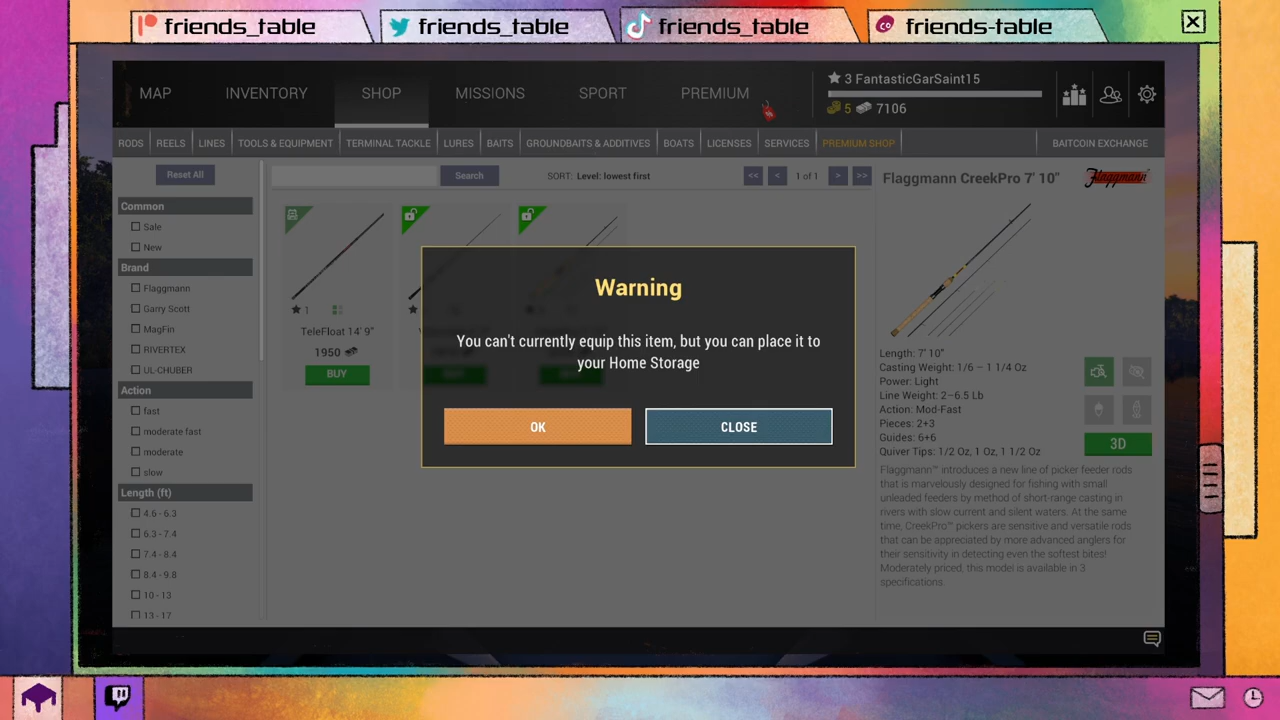 friends_table
friends_table
friends_table
friends-table
MAP
INVENTORY
SHOP
MISSIONS
SPORT
PREMIUM
3 FantasticGarSaint15
5 7106
RODS
REELS
LINES
TOOLS & EQUIPMENT
TERMINAL TACKLE
LURES
BAITS
GROUNDBAITS & ADDITIVES
BOATS
LICENSES
SERVICES
PREMIUM SHOP
BAITCOIN EXCHANGE
Reset All
Search
SORT: Level: lowest first
<<
<
1 of 1
>
>>
Flaggmann CreekPro 7' 10"
Flaggmann
Common
Sale
New
Brand
Flaggmann
Garry Scott
MagFin
RIVERTEX
UL-CHUBER
Action
fast
moderate fast
moderate
slow
Length (ft)
4.6 - 6.3
6.3 - 7.4
7.4 - 8.4
8.4 - 9.8
10 - 13
13 - 17
1
TeleFloat 14' 9"
1950
BUY
Warning
You can't currently equip this item, but you can place it to
your Home Storage
OK
CLOSE
Length: 7' 10"
Casting Weight: 1/6 – 1 1/4 Oz
Power: Light
Line Weight: 2–6.5 Lb
Action: Mod-Fast
Pieces: 2+3
Guides: 6+6
Quiver Tips: 1/2 Oz, 1 Oz, 1 1/2 Oz
3D
Flaggmann™ introduces a new line of picker feeder rods
that is marvelously designed for fishing with small
unleaded feeders by method of short-range casting in
rivers with slow current and silent waters. At the same
time, CreekPro™ pickers are sensitive and versatile rods
that can be appreciated by more advanced anglers for
their sensitivity in detecting even the softest bites!
Moderately priced, this model is available in 3
specifications.